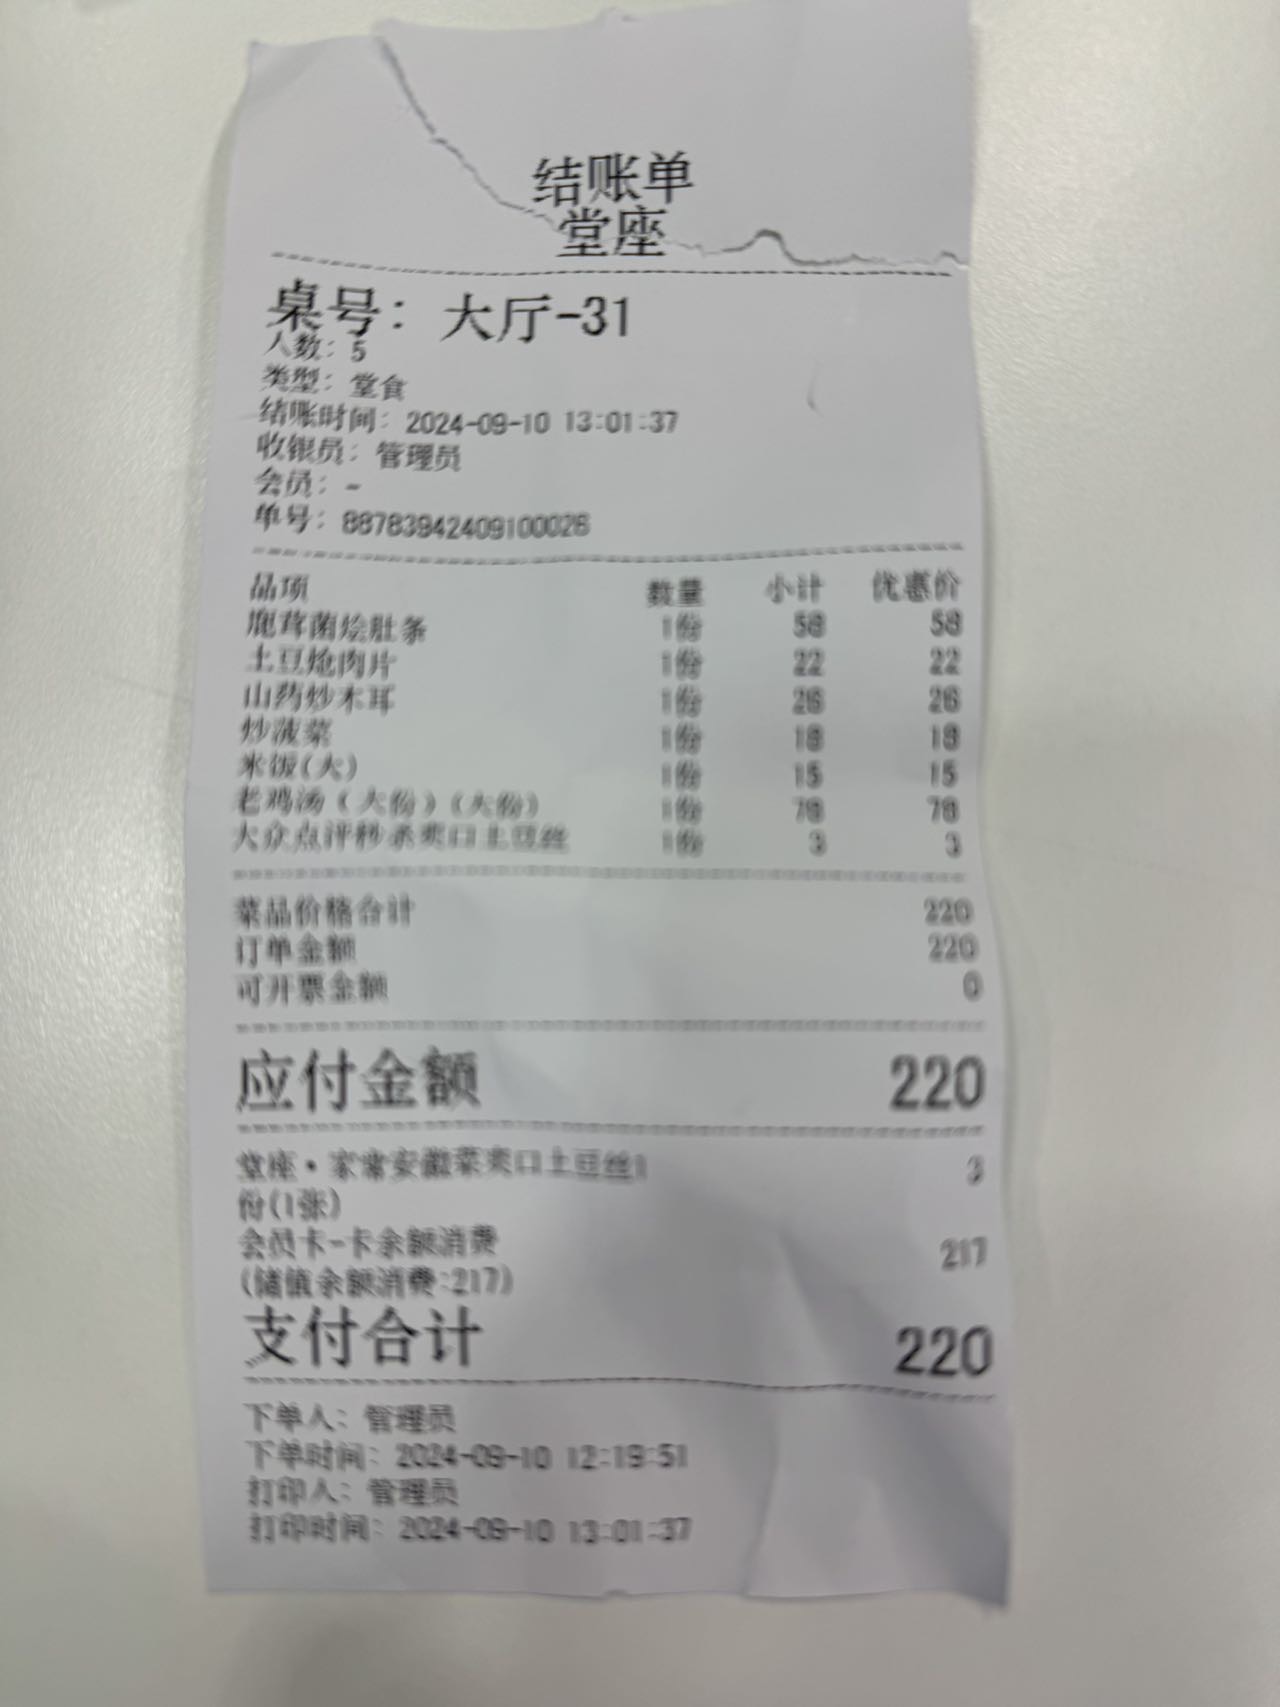 结账单
堂座
桌号： 大厅-31
人数：5
类型：堂食
结账时间：2024-09-10 13:01:37
收银员：管理员
会员：-
单号：88783942409100026
品项 数量 小计 优惠价
鹿茸菌烩肚条 1份 58 58
土豆炝肉片 1份 22 22
山药炒木耳 1份 26 26
炒菠菜 1份 18 18
米饭(大) 1份 15 15
老鸡汤（大份）(大份) 1份 78 78
大众点评秒杀爽口土豆丝 1份 3 3
菜品价格合计 220
订单金额 220
可开票金额 0
应付金额 220
堂座·家常安徽菜爽口土豆丝1 3
份(1张)
会员卡-卡余额消费 217
(储值余额消费:217)
支付合计 220
下单人：管理员
下单时间：2024-09-10 12:19:51
打印人：管理员
打印时间：2024-09-10 13:01:37